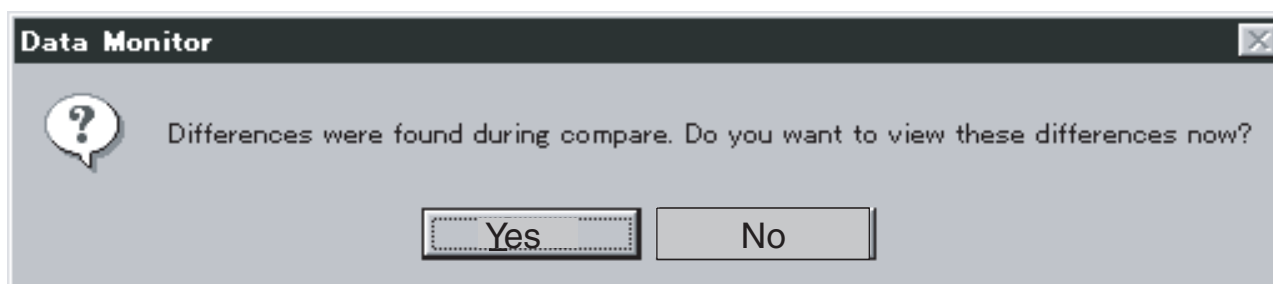 Data Monitor
Differences were found during compare. Do you want to view these differences now?
Yes No